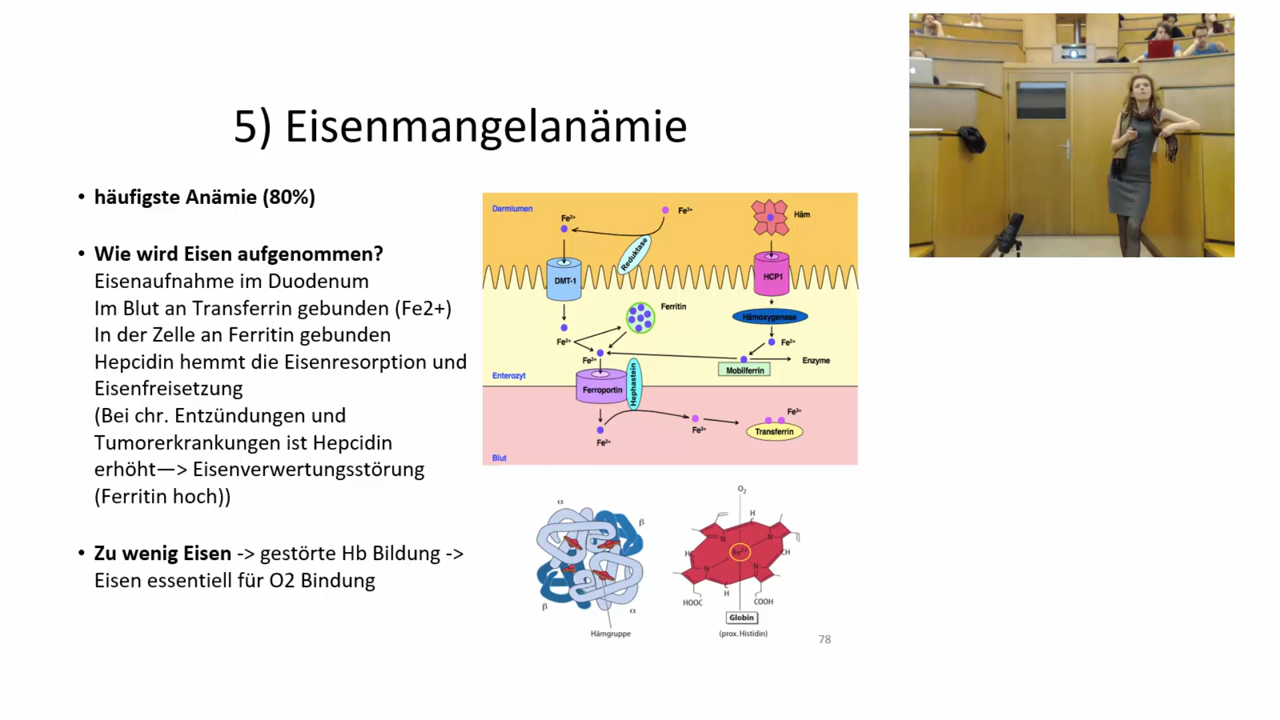 5) Eisenmangelanämie
• häufigste Anämie (80%)
• Wie wird Eisen aufgenommen?
Eisenaufnahme im Duodenum
Im Blut an Transferrin gebunden (Fe2+)
In der Zelle an Ferritin gebunden
Hepcidin hemmt die Eisenresorption und
Eisenfreisetzung
(Bei chr. Entzündungen und
Tumorerkrankungen ist Hepcidin
erhöht—> Eisenverwertungsstörung
(Ferritin hoch))
• Zu wenig Eisen -> gestörte Hb Bildung ->
Eisen essentiell für O2 Bindung
Darmlumen
Fe²⁺
Fe³⁺
Häm
Reduktase
DMT-1
HCP1
Ferritin
Hämoxygenase
Fe²⁺
Fe²⁺
Fe²⁺
Enzyme
Mobilferrin
Enterozyt
Ferroportin
Hephastein
Fe²⁺
Fe³⁺
Fe³⁺
Transferrin
Blut
α
β
β
α
Hämgruppe
O₂
H
C
N
N
HC
CH
Fe²⁺
N
N
C
H
HOOC
COOH
Globin
(prox. Histidin)
78